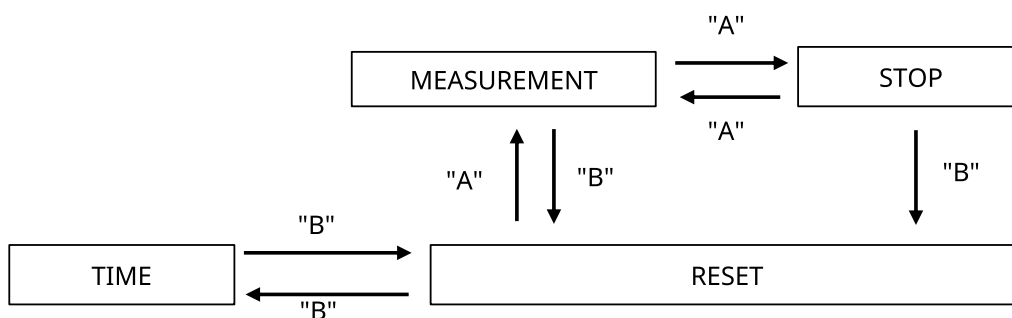 "A"
MEASUREMENT
STOP
"A"
"A"
"B"
"B"
"B"
TIME
RESET
"B"